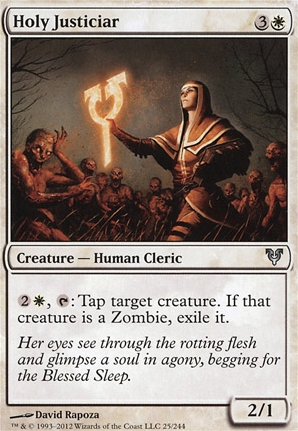 Holy Justiciar 3
Creature — Human Cleric
2 , : Tap target creature. If that
creature is a Zombie, exile it.
Her eyes see through the rotting flesh
and glimpse a soul in agony, begging for
the Blessed Sleep.
David Rapoza
2/1
™ & © 1993–2012 Wizards of the Coast LLC 25/244